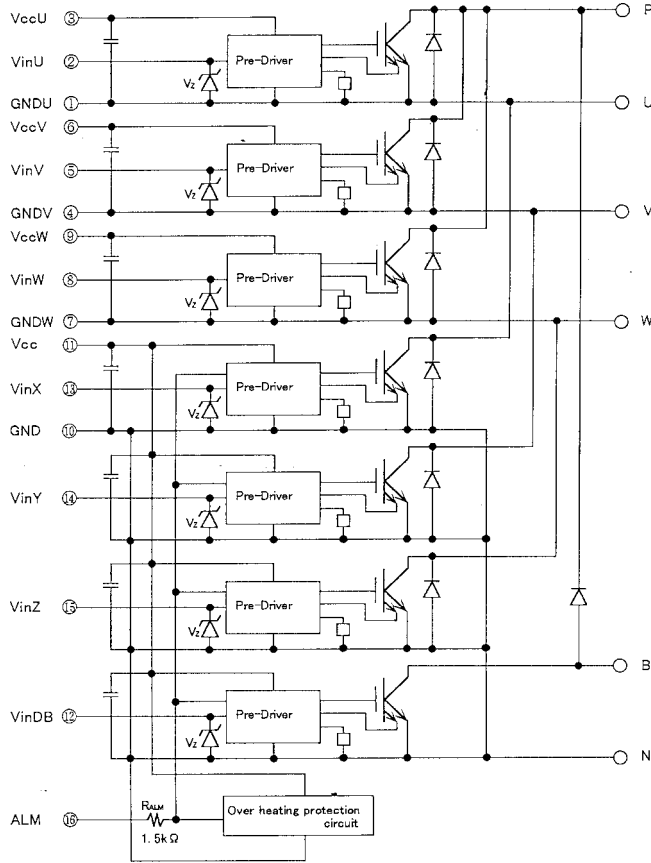 VccU ③ P
VinU ② Pre-Driver
Vz
GNDU ① U
VccV ⑥
VinV ⑤ Pre-Driver
Vz
GNDV ④ V
VccW ⑨
VinW ⑧ Pre-Driver
Vz
GNDW ⑦ W
Vcc ⑪
VinX ⑬ Pre-Driver
Vz
GND ⑩
VinY ⑭ Pre-Driver
Vz
VinZ ⑮ Pre-Driver
Vz
B
VinDB ⑫ Pre-Driver
Vz
N
ALM ⑯ RALM Over heating protection
1.5kΩ circuit